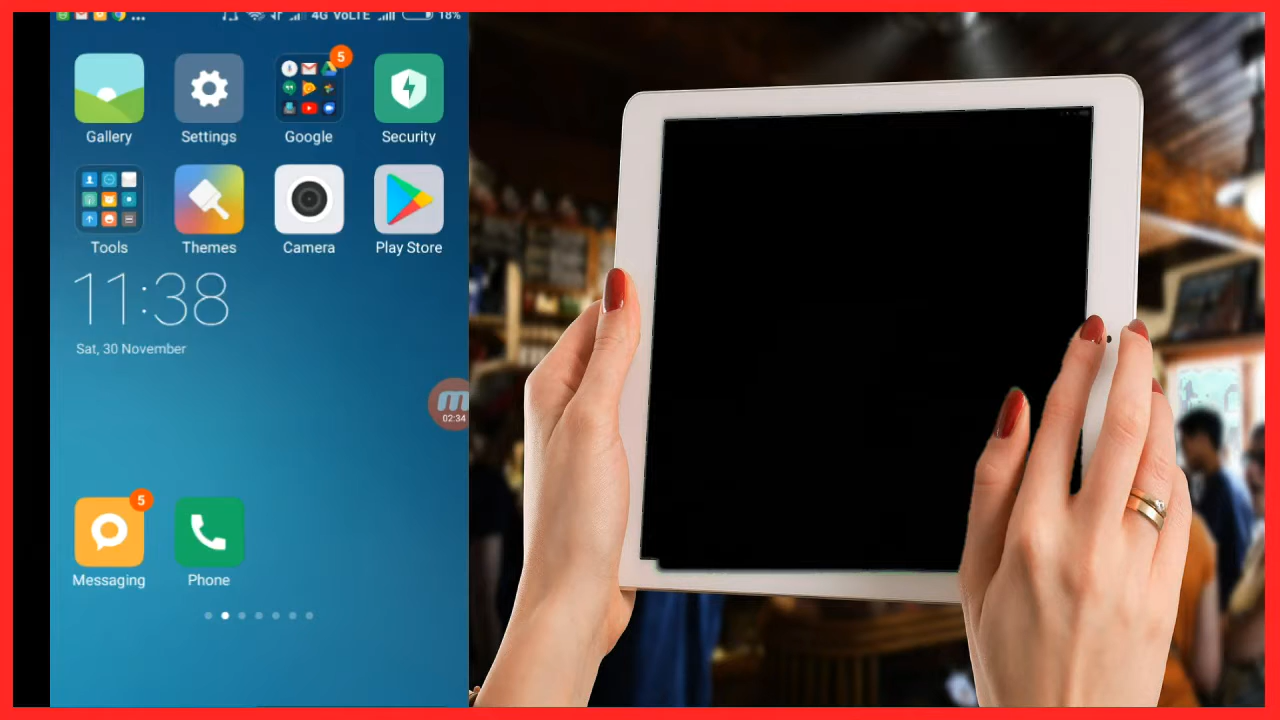 4G VoLTE 18%
5
Gallery Settings Google Security
Tools Themes Camera Play Store
11:38
Sat, 30 November
02:34
5
Messaging Phone